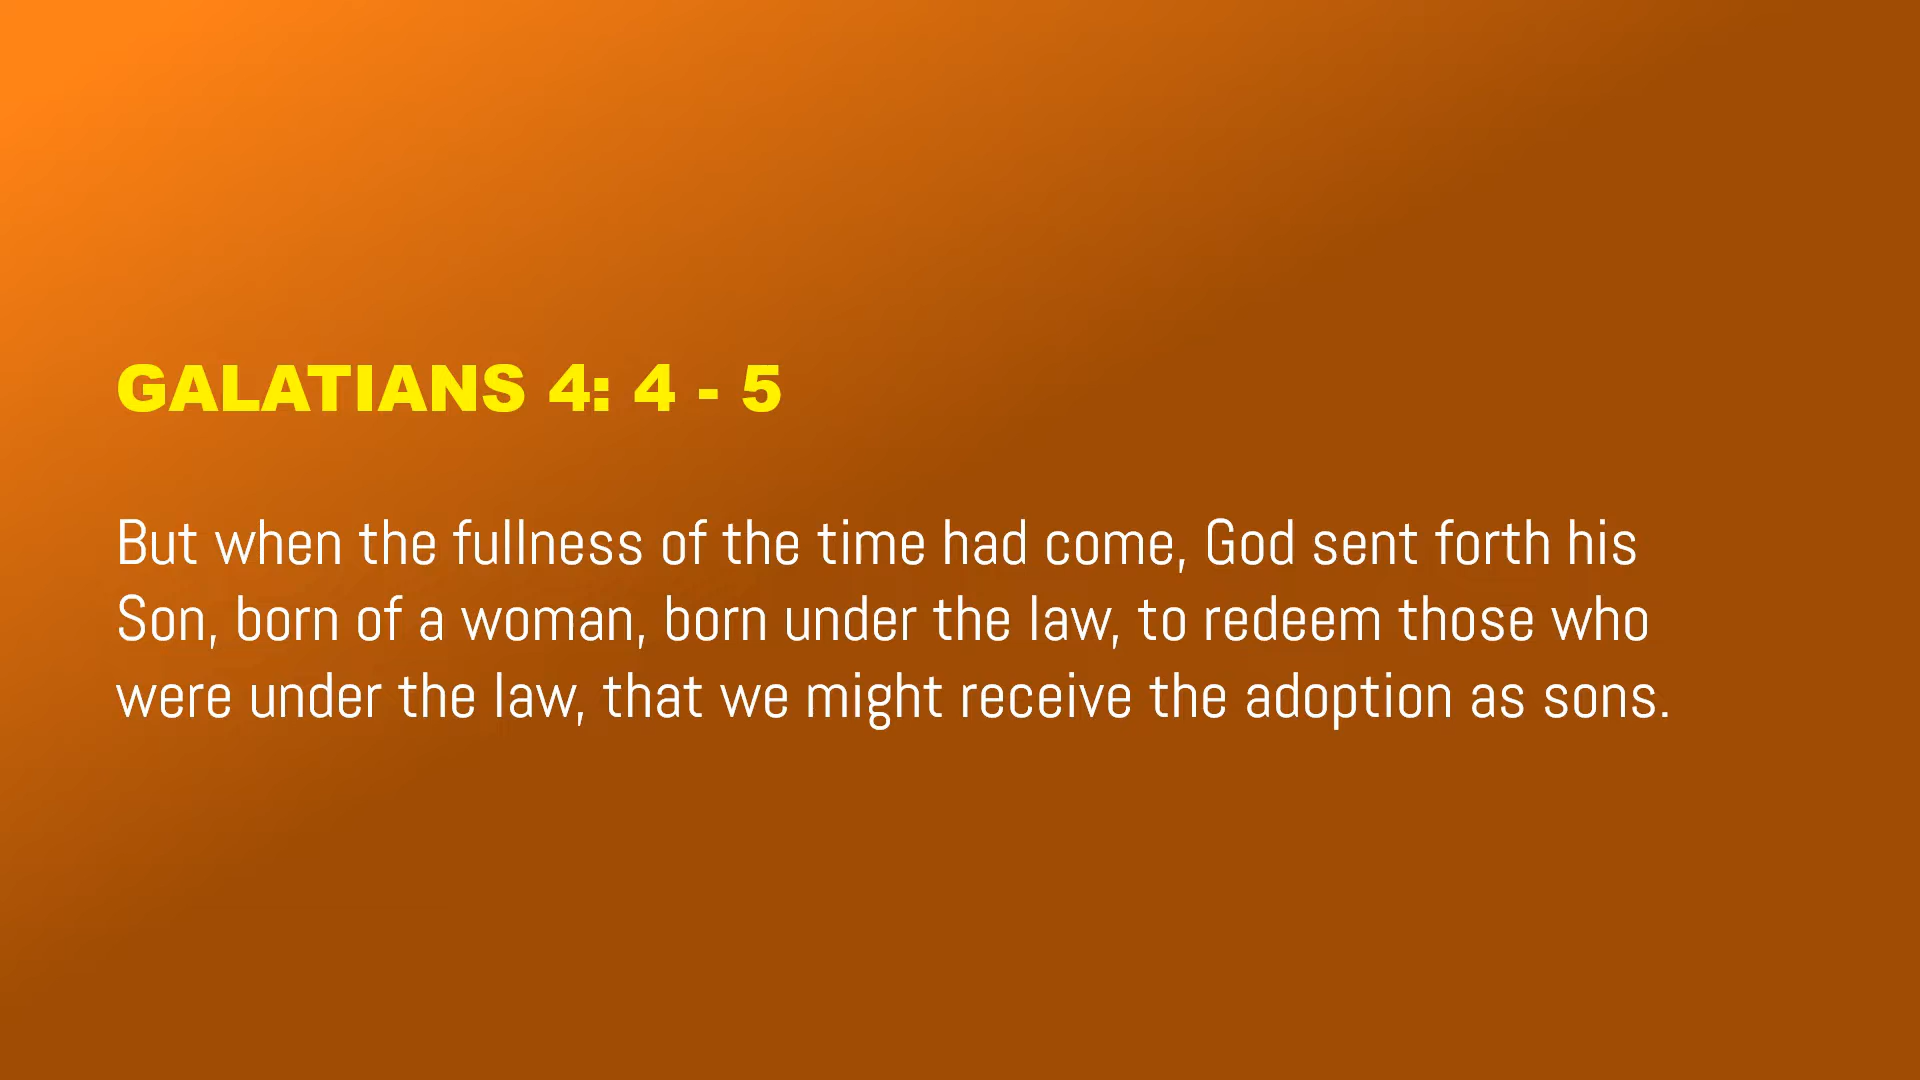 GALATIANS 4: 4 - 5
But when the fullness of the time had come, God sent forth his
Son, born of a woman, born under the law, to redeem those who
were under the law, that we might receive the adoption as sons.